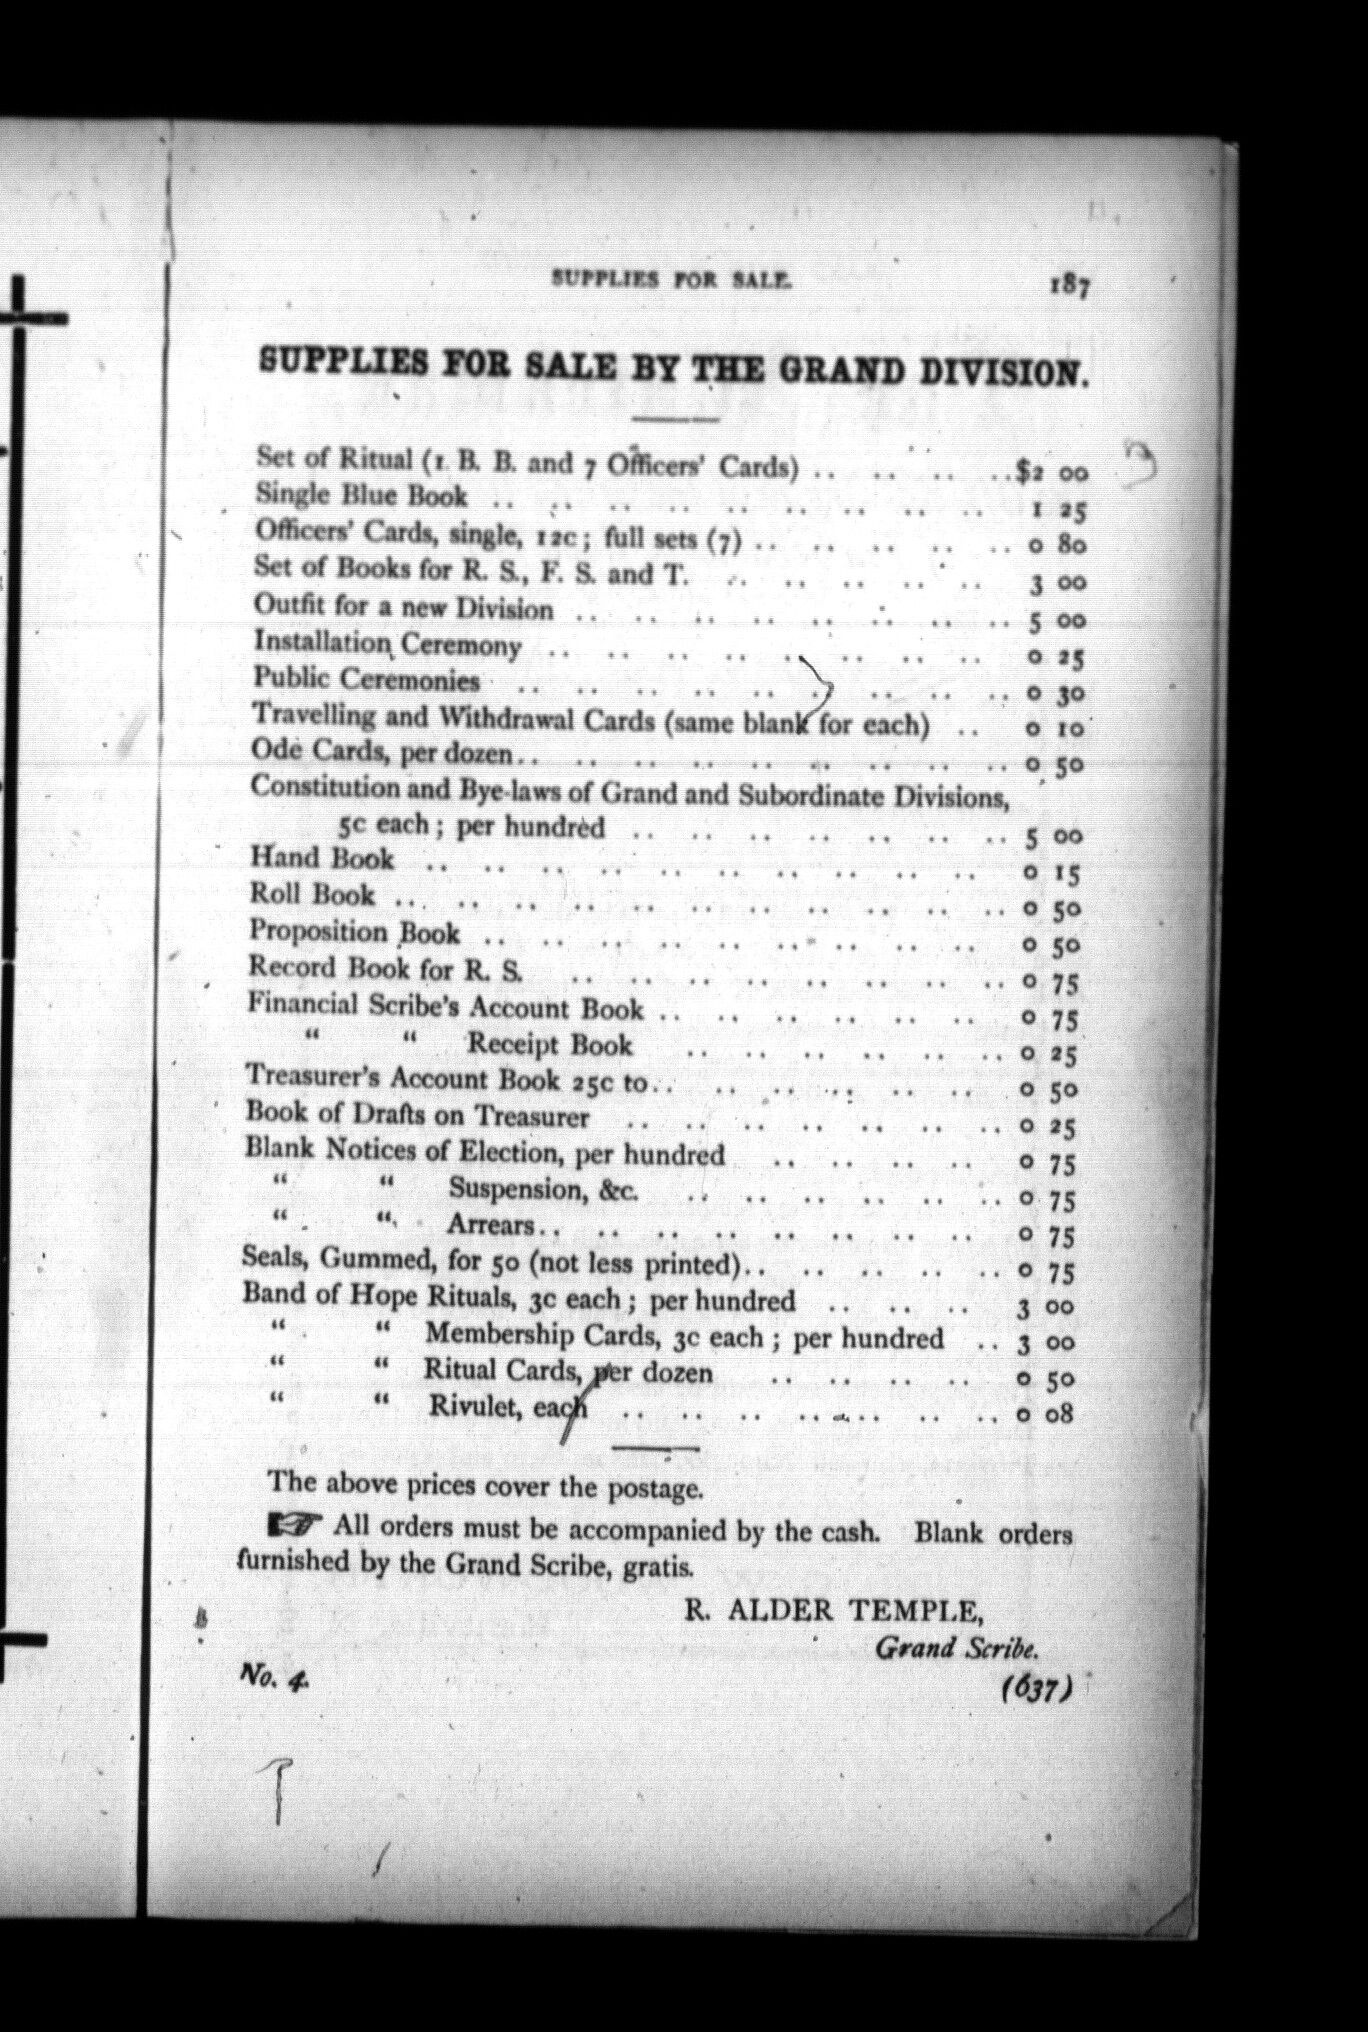 SUPPLIES FOR SALE. 187
SUPPLIES FOR SALE BY THE GRAND DIVISION.
Set of Ritual (1 B. B. and 7 Officers' Cards) .. .. .. ..$2 00
Single Blue Book .. .. .. .. .. .. .. .. .. 1 25
Officers' Cards, single, 12c; full sets (7) .. .. .. .. .. 0 80
Set of Books for R. S., F. S. and T. .. .. .. .. .. 3 00
Outfit for a new Division .. .. .. .. .. .. .. .. 5 00
Installation Ceremony .. .. .. .. .. .. .. .. 0 25
Public Ceremonies .. .. .. .. .. .. .. .. .. 0 30
Travelling and Withdrawal Cards (same blank for each) .. 0 10
Ode Cards, per dozen.. .. .. .. .. .. .. .. .. 0 50
Constitution and Bye-laws of Grand and Subordinate Divisions,
5c each; per hundred .. .. .. .. .. .. .. 5 00
Hand Book .. .. .. .. .. .. .. .. .. .. 0 15
Roll Book .. .. .. .. .. .. .. .. .. .. .. 0 50
Proposition Book .. .. .. .. .. .. .. .. .. 0 50
Record Book for R. S. .. .. .. .. .. .. .. .. 0 75
Financial Scribe's Account Book .. .. .. .. .. .. 0 75
“ “ Receipt Book .. .. .. .. .. .. 0 25
Treasurer's Account Book 25c to.. .. .. .. .. .. 0 50
Book of Drafts on Treasurer .. .. .. .. .. .. .. 0 25
Blank Notices of Election, per hundred .. .. .. .. 0 75
“ “ Suspension, &c. .. .. .. .. .. .. 0 75
“ “ Arrears.. .. .. .. .. .. .. .. 0 75
Seals, Gummed, for 50 (not less printed).. .. .. .. .. 0 75
Band of Hope Rituals, 3c each; per hundred .. .. .. 3 00
“ “ Membership Cards, 3c each; per hundred .. 3 00
“ “ Ritual Cards, per dozen .. .. .. .. 0 50
“ “ Rivulet, each .. .. .. .. .. .. .. 0 08
The above prices cover the postage.
☞ All orders must be accompanied by the cash. Blank orders
furnished by the Grand Scribe, gratis.
R. ALDER TEMPLE,
Grand Scribe.
No. 4. (637)